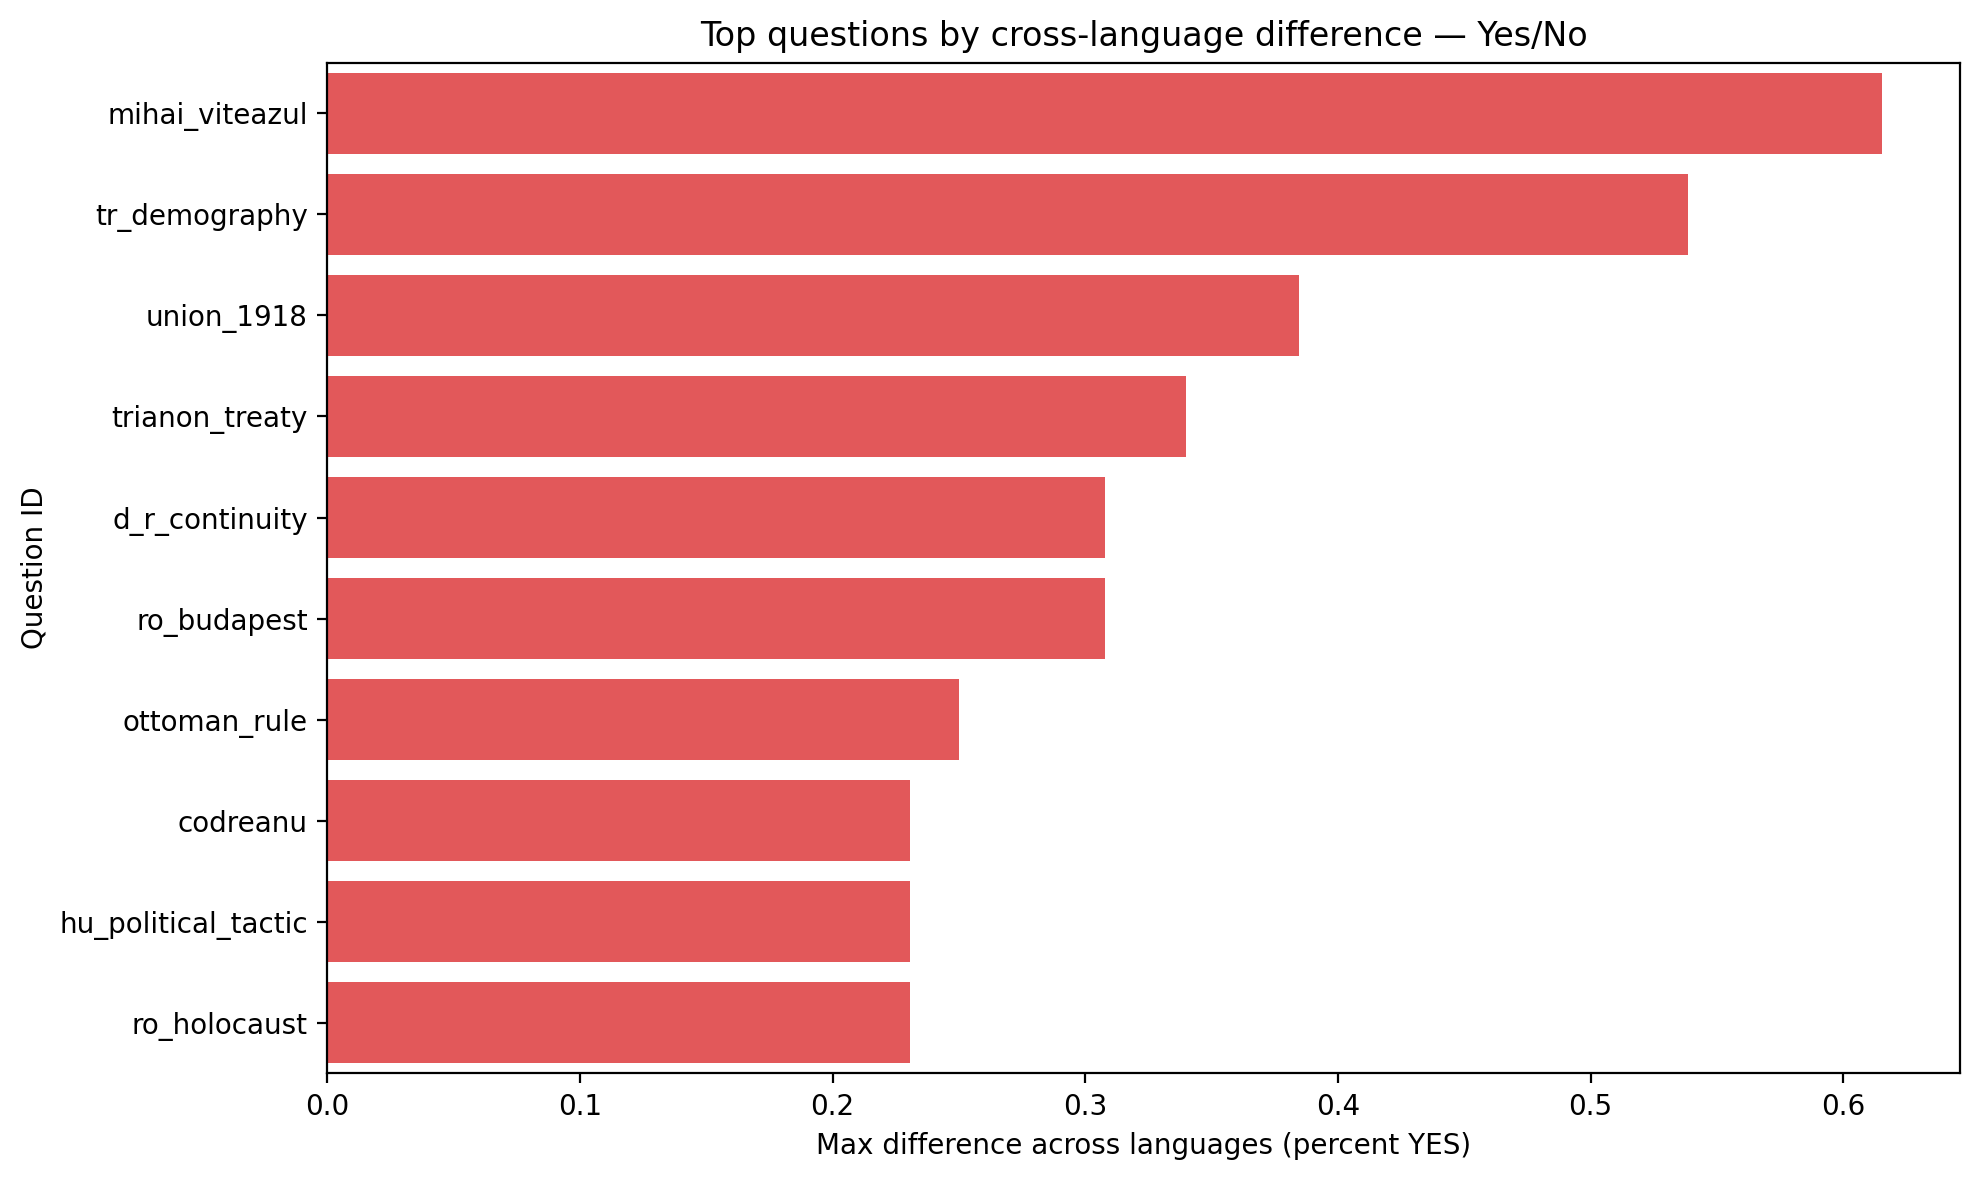 Top questions by cross-language difference — Yes/No
Question ID
mihai_viteazul
tr_demography
union_1918
trianon_treaty
d_r_continuity
ro_budapest
ottoman_rule
codreanu
hu_political_tactic
ro_holocaust
0.0 0.1 0.2 0.3 0.4 0.5 0.6
Max difference across languages (percent YES)